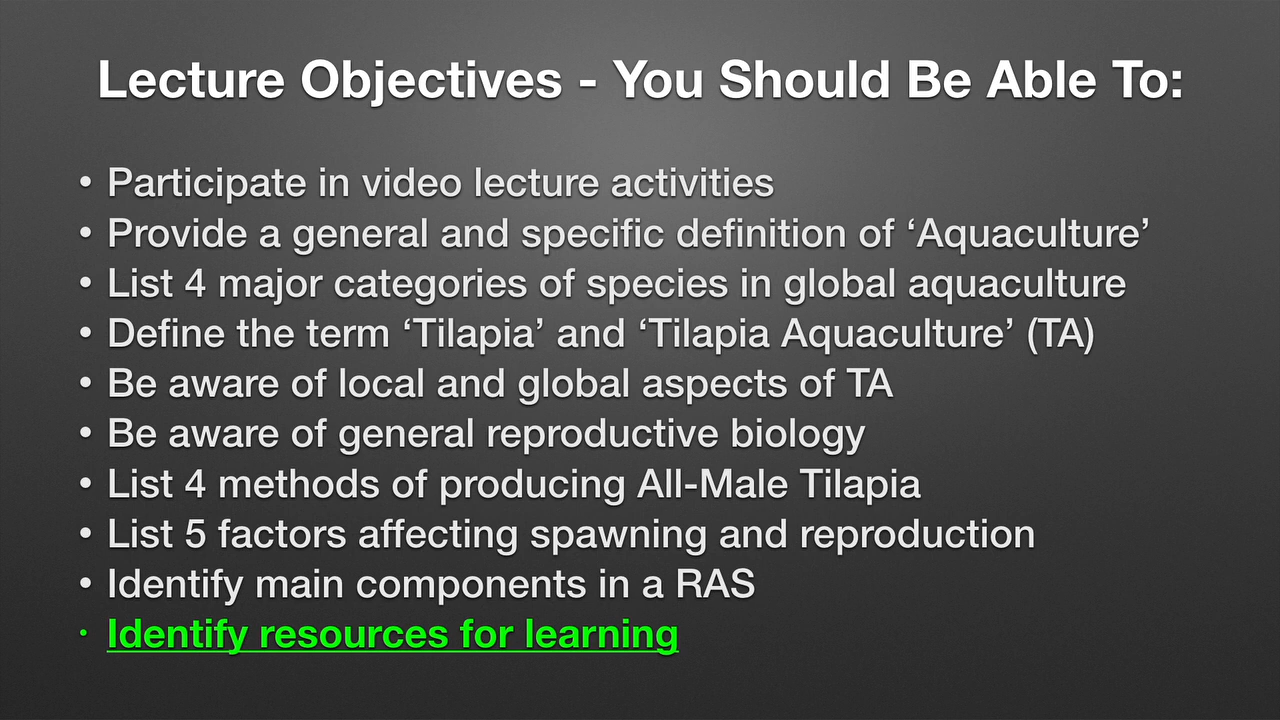 Lecture Objectives - You Should Be Able To:
• Participate in video lecture activities
• Provide a general and specific definition of ‘Aquaculture’
• List 4 major categories of species in global aquaculture
• Define the term ‘Tilapia’ and ‘Tilapia Aquaculture’ (TA)
• Be aware of local and global aspects of TA
• Be aware of general reproductive biology
• List 4 methods of producing All-Male Tilapia
• List 5 factors affecting spawning and reproduction
• Identify main components in a RAS
• Identify resources for learning